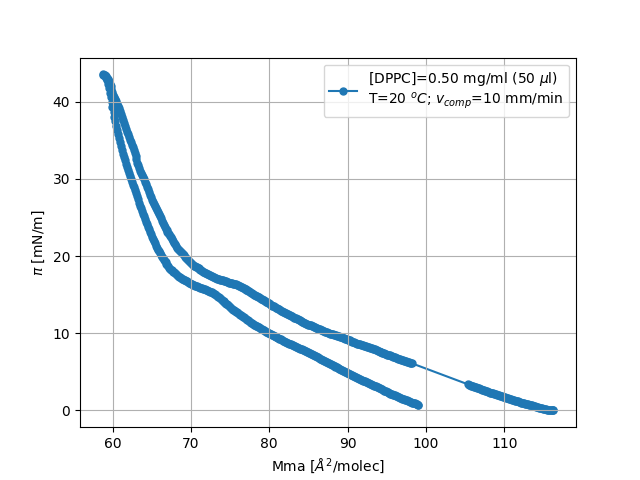 [DPPC]=0.50 mg/ml (50 μl)
T=20 °C; v_comp=10 mm/min
40
30
20
10
0
π [mN/m]
60 70 80 90 100 110
Mma [Å²/molec]